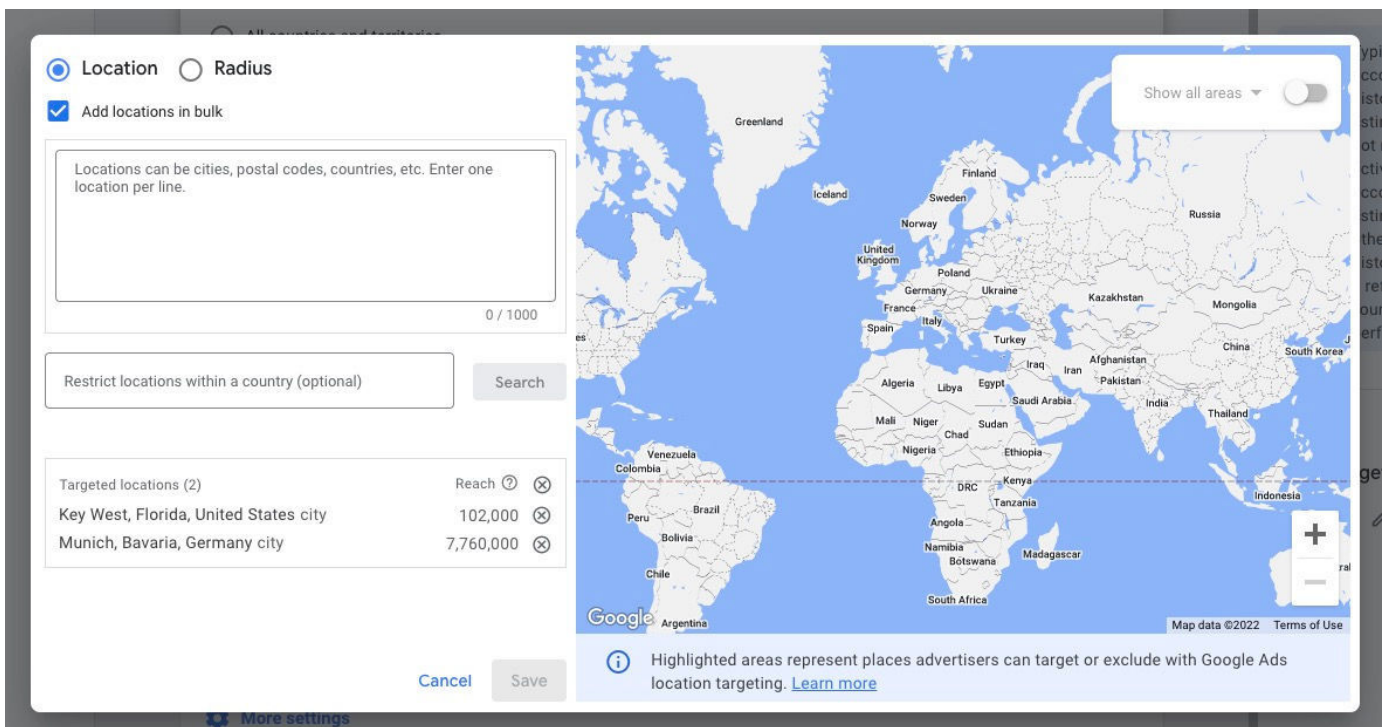 All countries and territories
Location
Radius
Add locations in bulk
Locations can be cities, postal codes, countries, etc. Enter one
location per line.
0 / 1000
Restrict locations within a country (optional)
Search
Targeted locations (2)
Reach
Key West, Florida, United States city
102,000
Munich, Bavaria, Germany city
7,760,000
Cancel
Save
More settings
Show all areas
Greenland
Iceland
Finland
Sweden
Norway
Russia
United
Kingdom
Poland
Germany
Ukraine
Kazakhstan
Mongolia
France
Italy
Spain
Turkey
China
South Korea
Iraq
Iran
Afghanistan
Pakistan
Algeria
Libya
Egypt
Saudi Arabia
India
Thailand
Mali
Niger
Chad
Sudan
Nigeria
Ethiopia
Venezuela
Colombia
DRC
Kenya
Indonesia
Tanzania
Peru
Brazil
Angola
Bolivia
Namibia
Botswana
Madagascar
Chile
South Africa
Argentina
Google
Map data ©2022
Terms of Use
Highlighted areas represent places advertisers can target or exclude with Google Ads
location targeting. Learn more